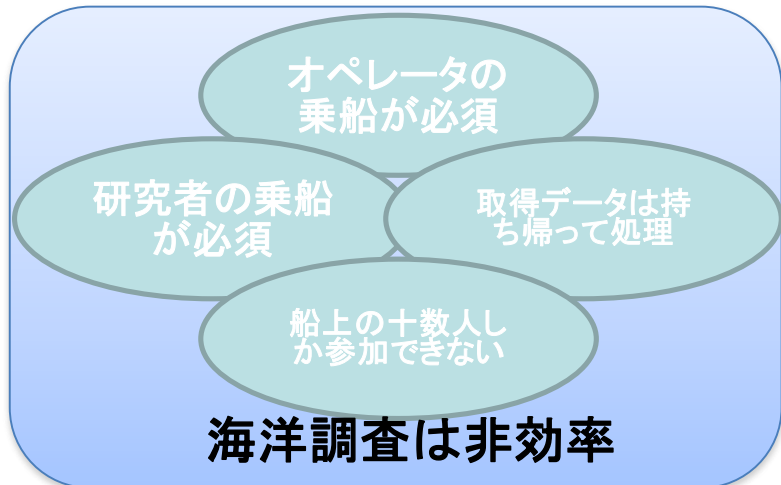 オペレータの
乗船が必須
研究者の乗船
が必須
取得データは持
ち帰って処理
船上の十数人し
か参加できない
海洋調査は非効率